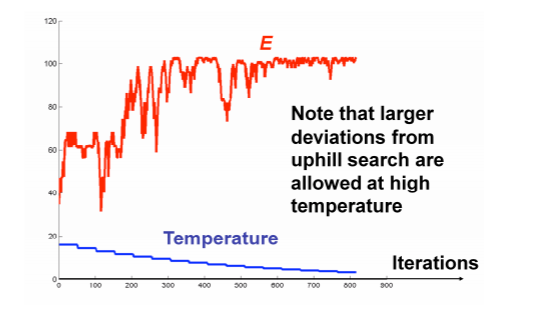 120
100
80
60
40
20
0
E
Note that larger
deviations from
uphill search are
allowed at high
temperature
Temperature
Iterations
0 100 200 300 400 500 600 700 800 900